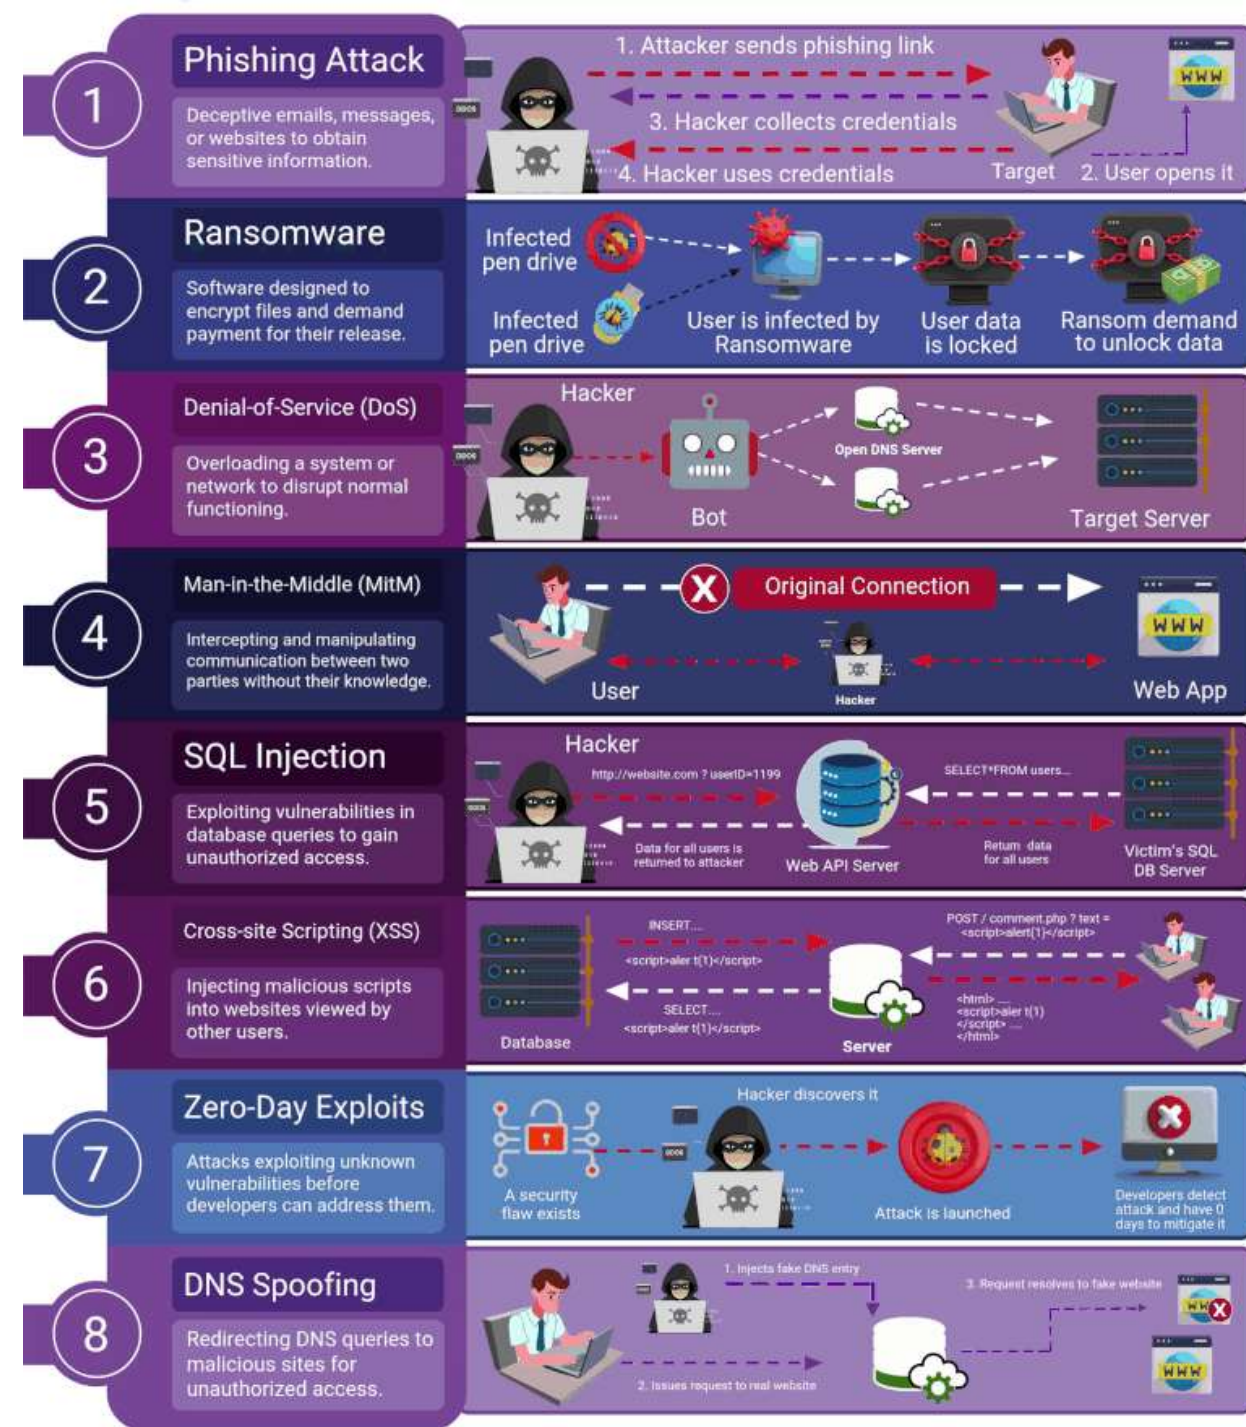 1
Phishing Attack
Deceptive emails, messages,
or websites to obtain
sensitive information.
DDOS
1. Attacker sends phishing link
3. Hacker collects credentials
4. Hacker uses credentials
Target
2. User opens it
WWW
2
Ransomware
Software designed to
encrypt files and demand
payment for their release.
Infected
pen drive
Infected
pen drive
User is infected by
Ransomware
User data
is locked
Ransom demand
to unlock data
3
Denial-of-Service (DoS)
Overloading a system or
network to disrupt normal
functioning.
Hacker
DDOS
Bot
Open DNS Server
Target Server
4
Man-in-the-Middle (MitM)
Intercepting and manipulating
communication between two
parties without their knowledge.
X
Original Connection
User
Hacker
WWW
Web App
5
SQL Injection
Exploiting vulnerabilities in
database queries to gain
unauthorized access.
Hacker
http://website.com ? userID=1199
Data for all users is
returned to attacker
Web API Server
SELECT*FROM users...
Return data
for all users
Victim's SQL
DB Server
6
Cross-site Scripting (XSS)
Injecting malicious scripts
into websites viewed by
other users.
Database
INSERT....
<script>aler t(1)</script>
SELECT....
<script>aler t(1)</script>
Server
POST / comment.php ? text =
<script>alert(1)</script>
<html> ....
<script>aler t(1)
</script> ....
</html>
7
Zero-Day Exploits
Attacks exploiting unknown
vulnerabilities before
developers can address them.
A security
flaw exists
Hacker discovers it
DDOS
Attack is launched
Developers detect
attack and have 0
days to mitigate it
8
DNS Spoofing
Redirecting DNS queries to
malicious sites for
unauthorized access.
1. Injects fake DNS entry
2. Issues request to real website
3. Request resolves to fake website
WWW